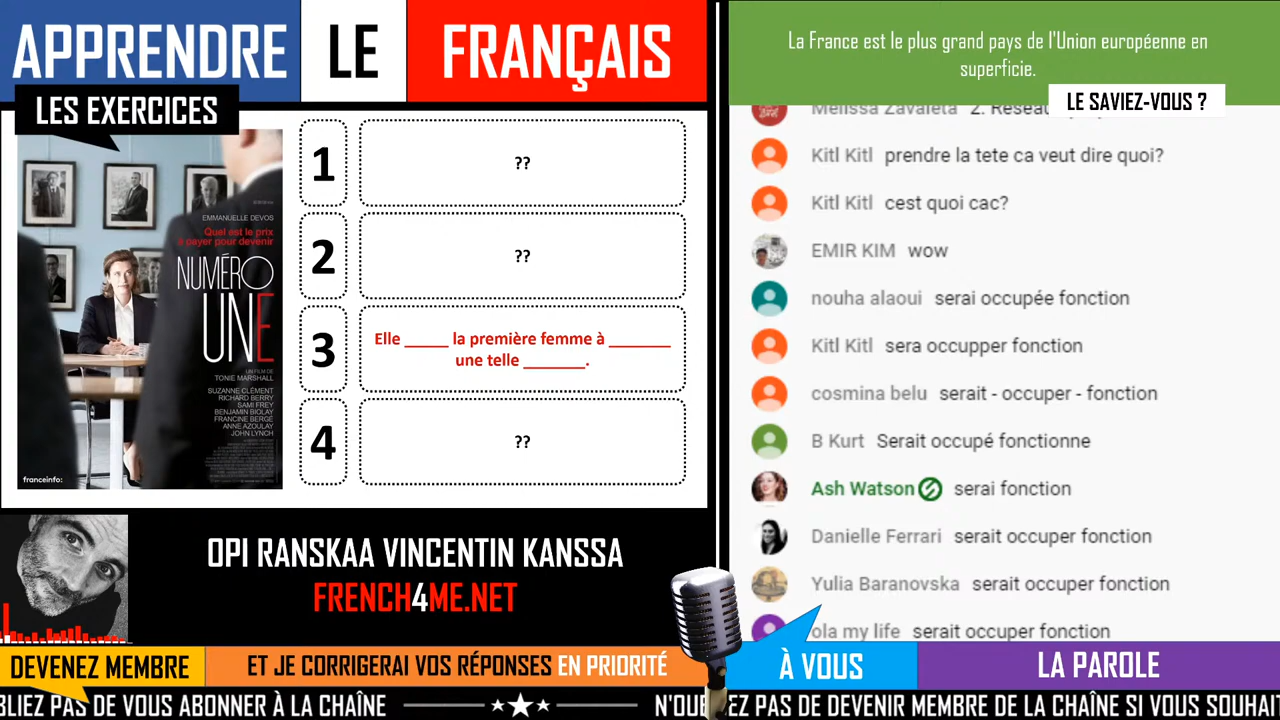 APPRENDRE LE FRANÇAIS
LES EXERCICES
EMMANUELLE DEVOS
Quel est le prix
à payer pour devenir
NUMÉRO
UNE
UN FILM DE
TONIE MARSHALL
SUZANNE CLÉMENT
RICHARD BERRY
SAMI FREY
BENJAMIN BIOLAY
FRANCINE BERGÉ
ANNE AZOULAY
JOHN LYNCH
franceinfo:
1
??
2
??
3
Elle _____ la première femme à _______
une telle _______.
4
??
OPI RANSKAA VINCENTIN KANSSA
FRENCH4ME.NET
DEVENEZ MEMBRE
ET JE CORRIGERAI VOS RÉPONSES EN PRIORITÉ
La France est le plus grand pays de l'Union européenne en
superficie.
LE SAVIEZ-VOUS ?
Melissa Zavaleta 2.
Kitl Kitl prendre la tete ca veut dire quoi?
Kitl Kitl cest quoi cac?
EMIR KIM wow
nouha alaoui serai occupée fonction
Kitl Kitl sera occupper fonction
cosmina belu serait - occuper - fonction
B Kurt Serait occupé fonctionne
Ash Watson serai fonction
Danielle Ferrari serait occuper fonction
Yulia Baranovska serait occuper fonction
ola my life serait occuper fonction
À VOUS
LA PAROLE
BLIEZ PAS DE VOUS ABONNER À LA CHAÎNE
N'OU EZ PAS DE DEVENIR MEMBRE DE LA CHAÎNE SI VOUS SOUHAI